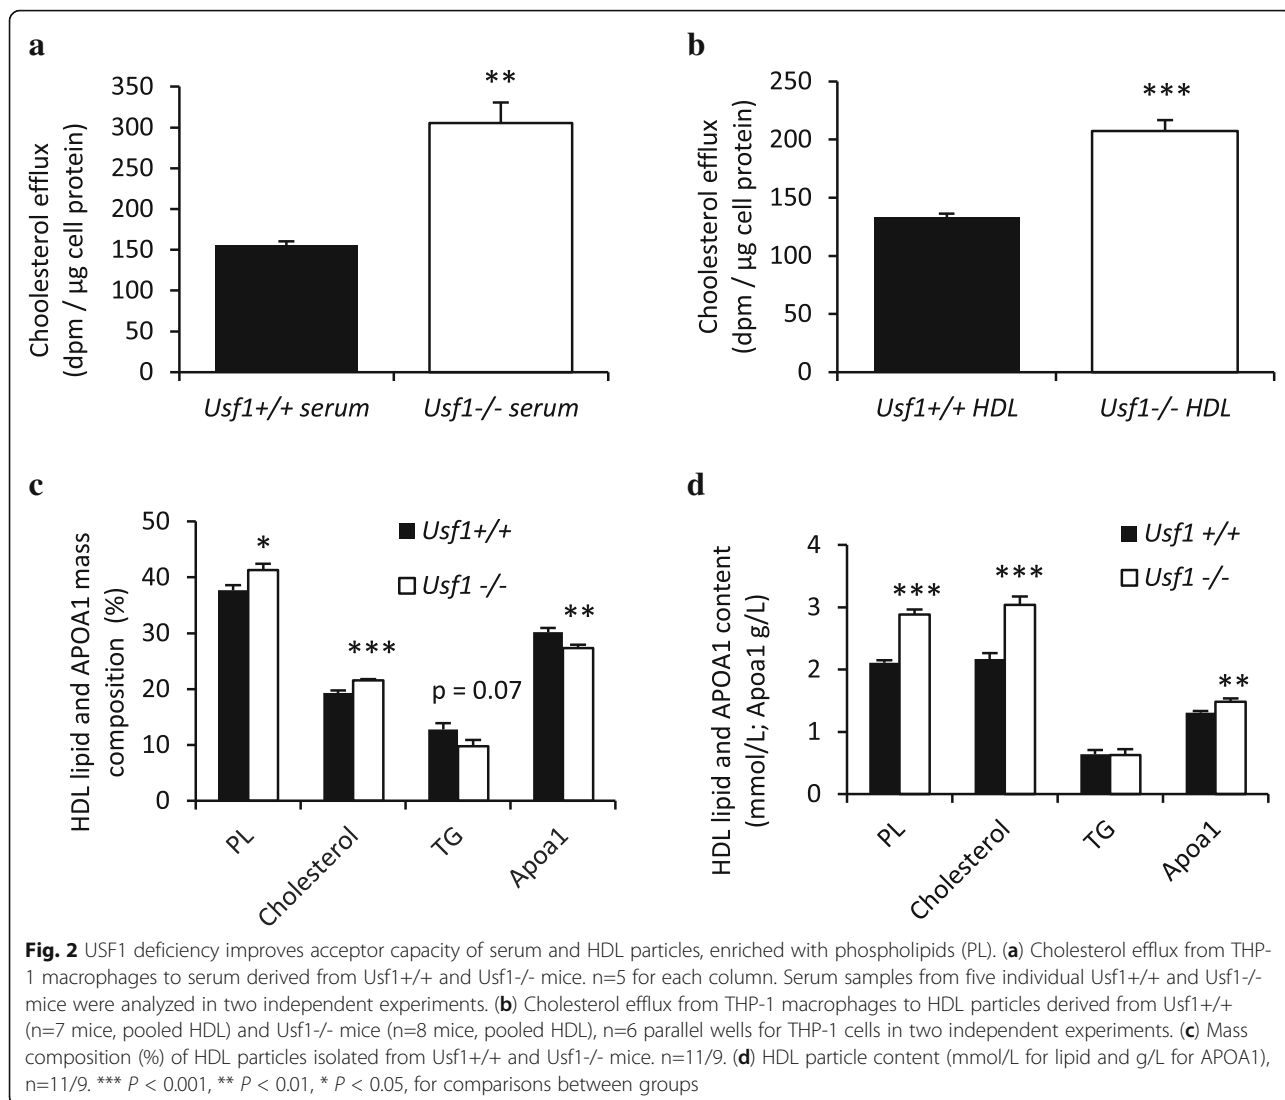 a
**
Choolesterol efflux
(dpm / µg cell protein)
350
300
250
200
150
100
50
0
Usf1+/+ serum
Usf1-/- serum
b
***
Choolesterol efflux
(dpm / µg cell protein)
250
200
150
100
50
0
Usf1+/+ HDL
Usf1-/- HDL
c
HDL lipid and APOA1 mass
composition (%)
50
40
30
20
10
0
Usf1+/+
Usf1 -/-
*
***
p = 0.07
**
PL
Cholesterol
TG
Apoa1
d
HDL lipid and APOA1 content
(mmol/L; Apoa1 g/L)
4
3
2
1
0
Usf1 +/+
Usf1 -/-
***
***
**
PL
Cholesterol
TG
Apoa1
Fig. 2 USF1 deficiency improves acceptor capacity of serum and HDL particles, enriched with phospholipids (PL). (a) Cholesterol efflux from THP-
1 macrophages to serum derived from Usf1+/+ and Usf1-/- mice. n=5 for each column. Serum samples from five individual Usf1+/+ and Usf1-/-
mice were analyzed in two independent experiments. (b) Cholesterol efflux from THP-1 macrophages to HDL particles derived from Usf1+/+
(n=7 mice, pooled HDL) and Usf1-/- mice (n=8 mice, pooled HDL), n=6 parallel wells for THP-1 cells in two independent experiments. (c) Mass
composition (%) of HDL particles isolated from Usf1+/+ and Usf1-/- mice. n=11/9. (d) HDL particle content (mmol/L for lipid and g/L for APOA1),
n=11/9. *** P < 0.001, ** P < 0.01, * P < 0.05, for comparisons between groups